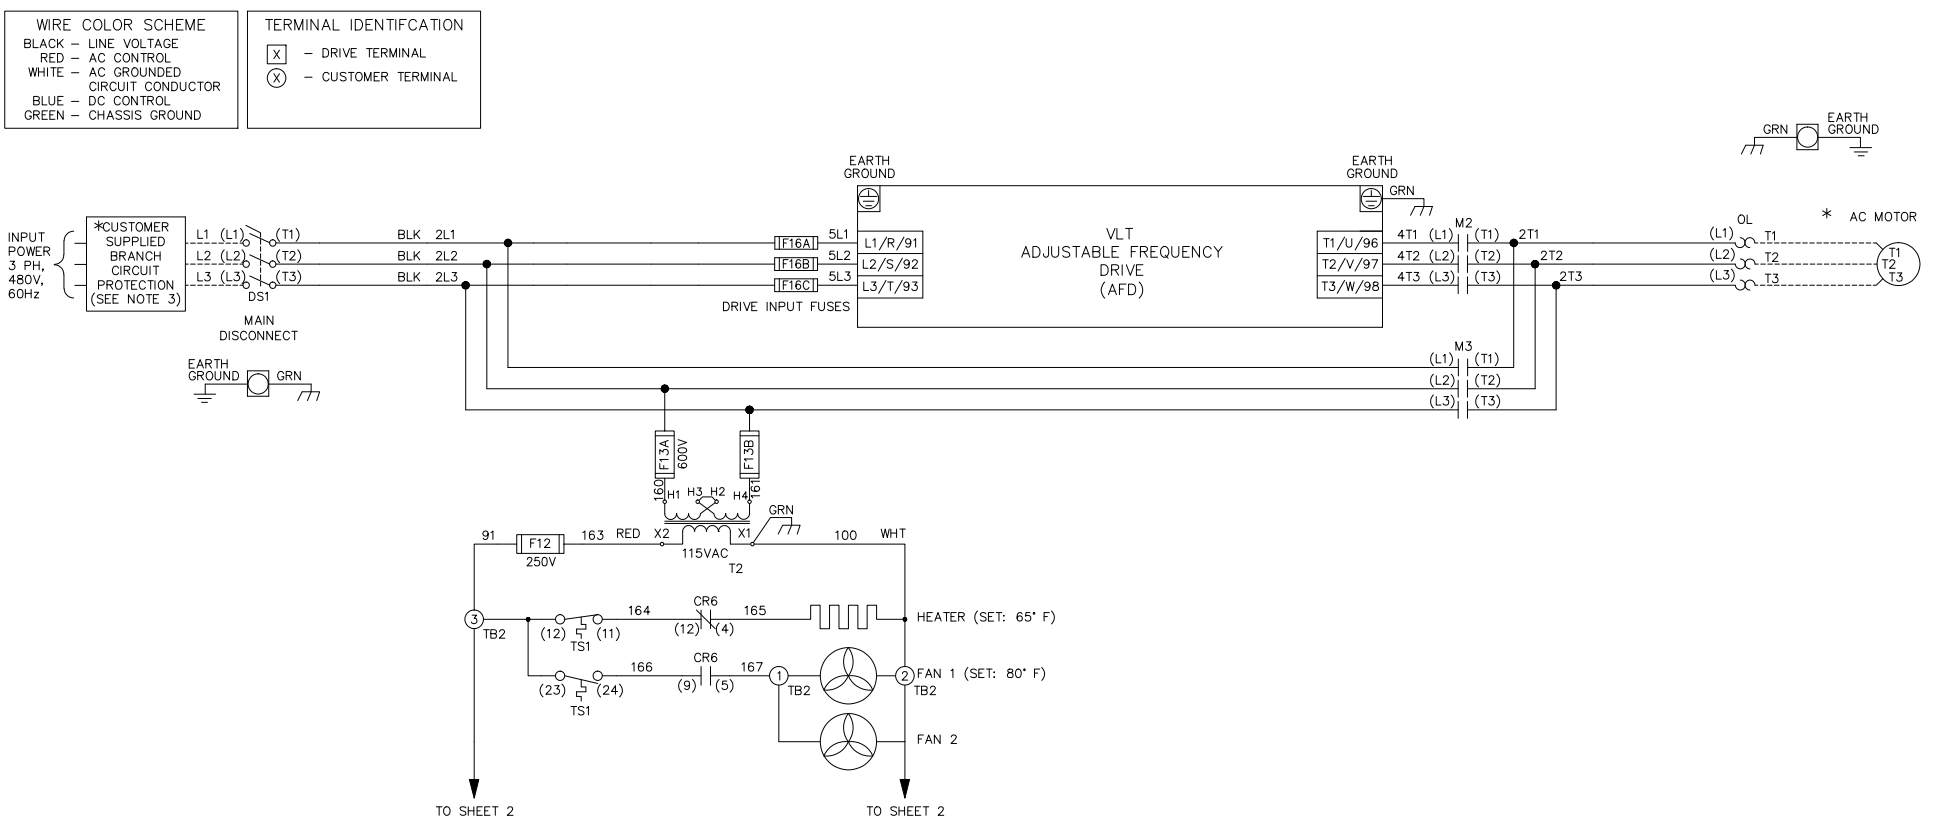 WIRE COLOR SCHEME
BLACK – LINE VOLTAGE
RED – AC CONTROL
WHITE – AC GROUNDED
CIRCUIT CONDUCTOR
BLUE – DC CONTROL
GREEN – CHASSIS GROUND
TERMINAL IDENTIFCATION
X – DRIVE TERMINAL
X – CUSTOMER TERMINAL
GRN
EARTH
GROUND
EARTH
GROUND
EARTH
GROUND
GRN
INPUT
POWER
3 PH,
480V,
60Hz
*CUSTOMER
SUPPLIED
BRANCH
CIRCUIT
PROTECTION
(SEE NOTE 3)
L1 (L1) (T1) BLK 2L1 F16A 5L1 L1/R/91
L2 (L2) (T2) BLK 2L2 F16B 5L2 L2/S/92
L3 (L3) (T3) BLK 2L3 F16C 5L3 L3/T/93
DS1
MAIN
DISCONNECT
DRIVE INPUT FUSES
VLT
ADJUSTABLE FREQUENCY
DRIVE
(AFD)
M2
T1/U/96 4T1 (L1) (T1) 2T1
T2/V/97 4T2 (L2) (T2) 2T2
T3/W/98 4T3 (L3) (T3) 2T3
OL
(L1) T1
(L2) T2
(L3) T3
* AC MOTOR
T1
T2
T3
EARTH
GROUND
GRN
M3
(L1) (T1)
(L2) (T2)
(L3) (T3)
F13A
600V
F13B
160
161
H1 H3 H2 H4
GRN
91 F12 163 RED X2 X1 100 WHT
250V
115VAC
T2
3
TB2
(12) (11)
TS1
164
CR6
(12) (4)
165
HEATER (SET: 65° F)
(23) (24)
TS1
166
CR6
(9) (5)
167
1
TB2
2
TB2
FAN 1 (SET: 80° F)
FAN 2
TO SHEET 2
TO SHEET 2